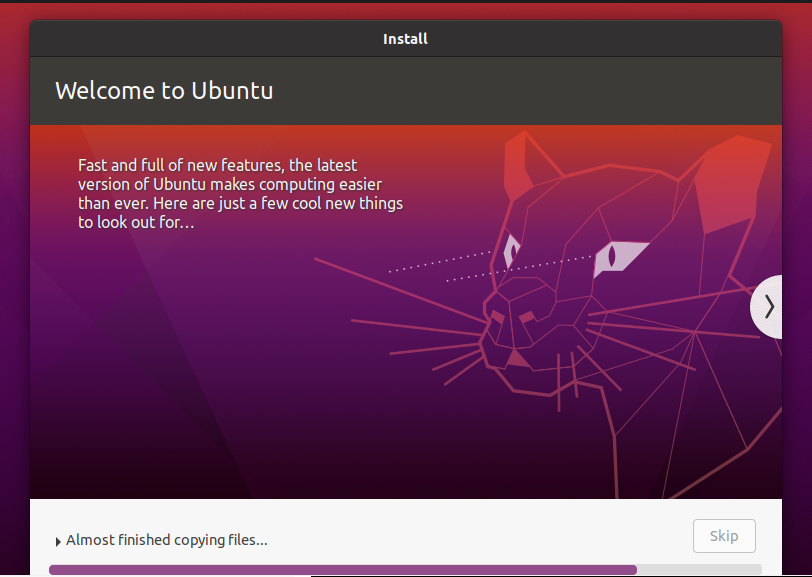 Install
Welcome to Ubuntu
Fast and full of new features, the latest
version of Ubuntu makes computing easier
than ever. Here are just a few cool new things
to look out for…
Almost finished copying files...
Skip